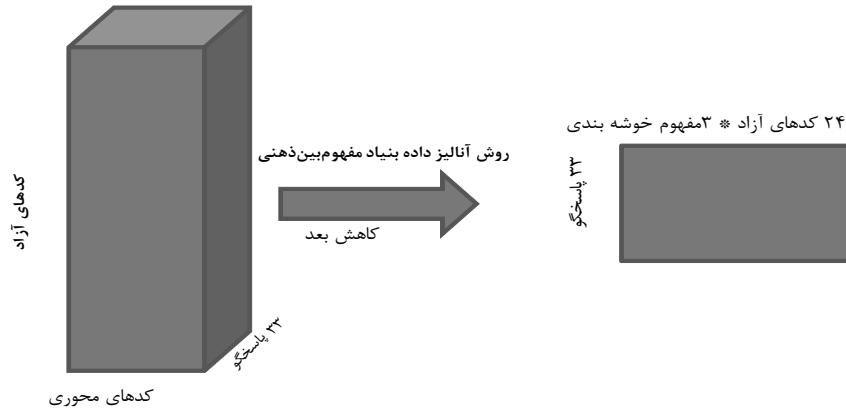 کدهای آزاد
۳۳ پاسخگو
کدهای محوری
روش آنالیز داده بنیاد مفهوم‌بین‌ذهنی
کاهش بعد
۲۴ کدهای آزاد * ۳مفهوم خوشه بندی
۳۳ پاسخگو